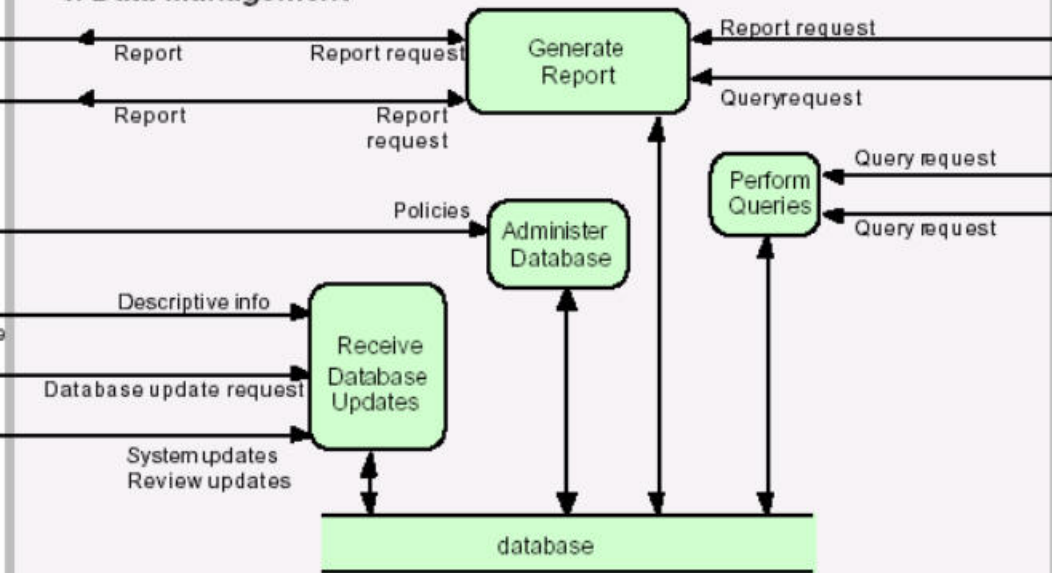 Report
Report request
Generate
Report
Report request
Queryrequest
Report
Report
request
Query request
Perform
Queries
Query request
Policies
Administer
Database
Descriptive info
Receive
Database
Updates
Database update request
System updates
Review updates
database